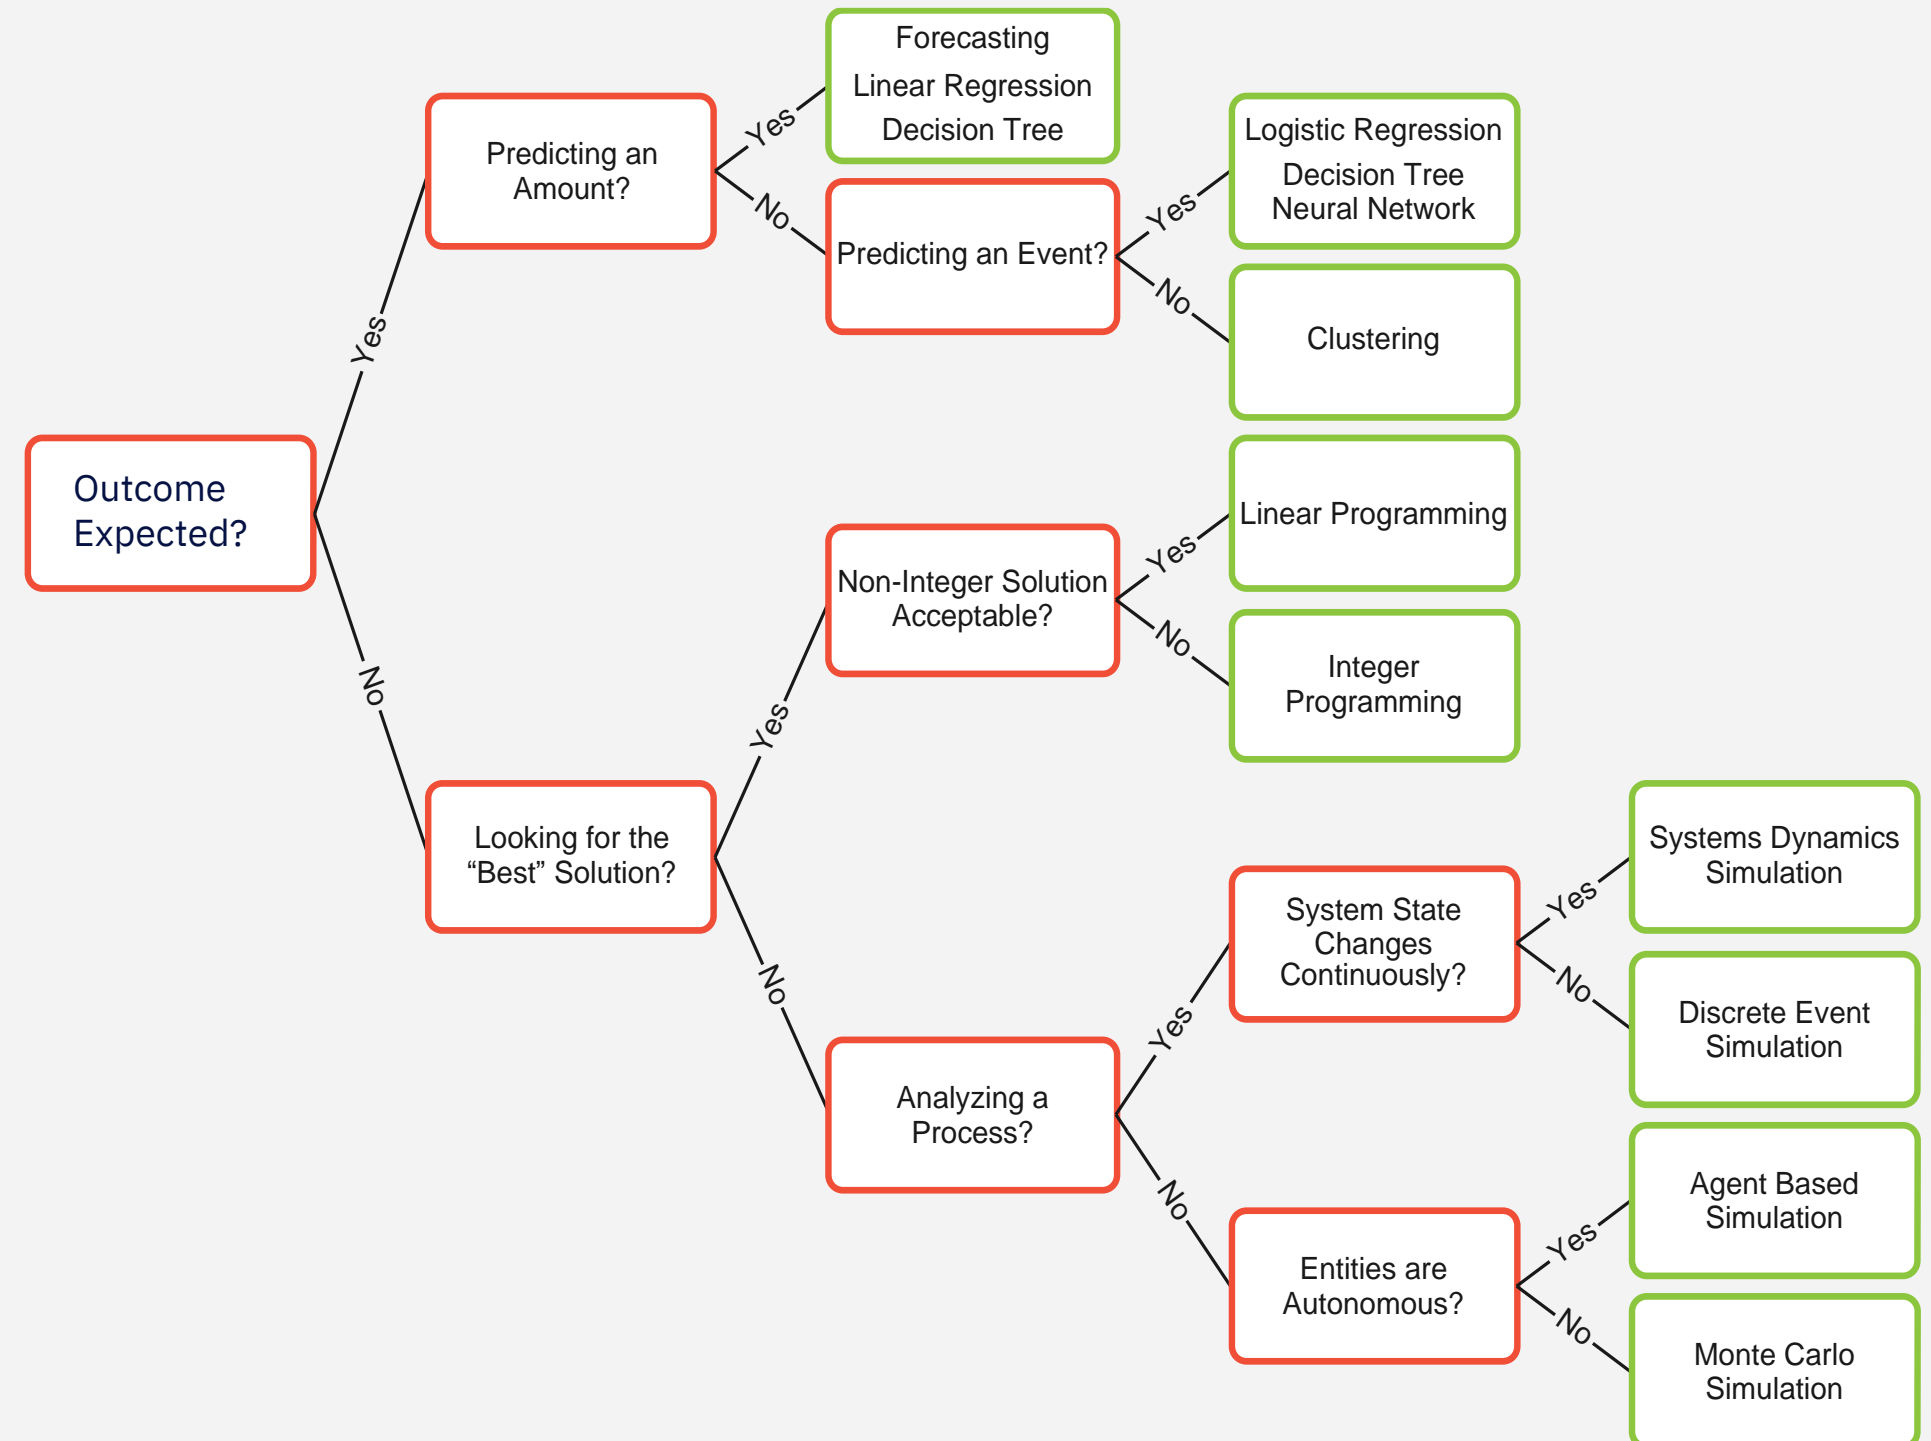 Outcome
Expected?
Yes
No
Predicting an
Amount?
Yes
No
Forecasting
Linear Regression
Decision Tree
Predicting an Event?
Yes
No
Logistic Regression
Decision Tree
Neural Network
Clustering
Looking for the
“Best” Solution?
Yes
No
Non-Integer Solution
Acceptable?
Yes
No
Linear Programming
Integer
Programming
Analyzing a
Process?
Yes
No
System State
Changes
Continuously?
Yes
No
Systems Dynamics
Simulation
Discrete Event
Simulation
Entities are
Autonomous?
Yes
No
Agent Based
Simulation
Monte Carlo
Simulation